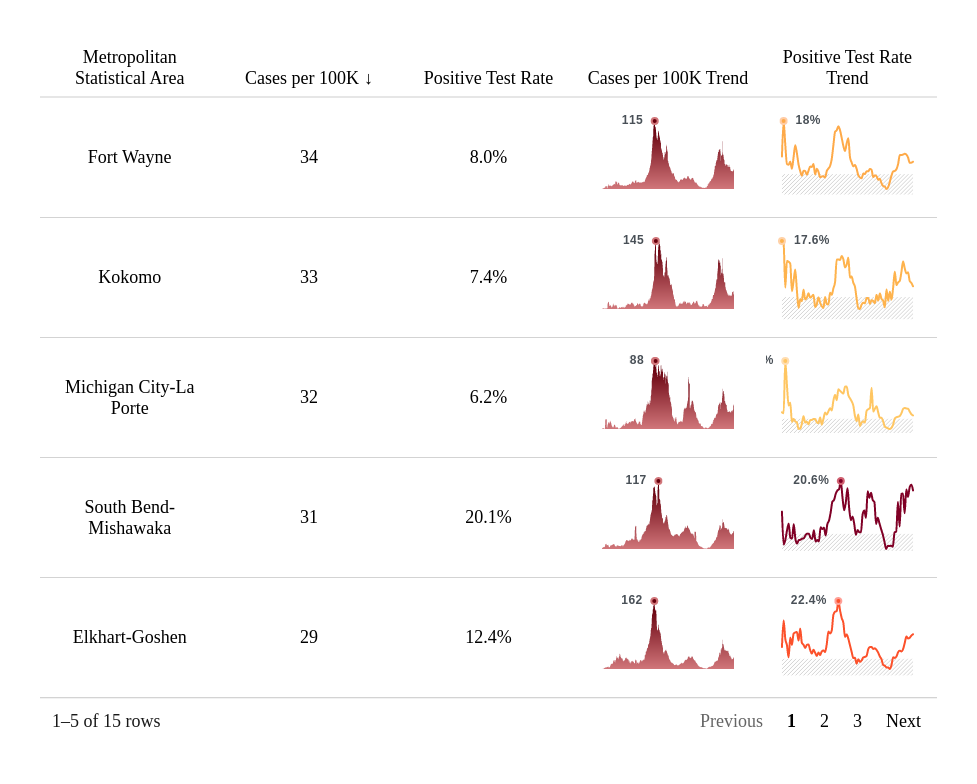 Metropolitan
Statistical Area
Cases per 100K ↓
Positive Test Rate
Cases per 100K Trend
Positive Test Rate
Trend
Fort Wayne
34
8.0%
115
18%
Kokomo
33
7.4%
145
17.6%
Michigan City-La
Porte
32
6.2%
88
%
South Bend-
Mishawaka
31
20.1%
117
20.6%
Elkhart-Goshen
29
12.4%
162
22.4%
1–5 of 15 rows
Previous 1 2 3 Next